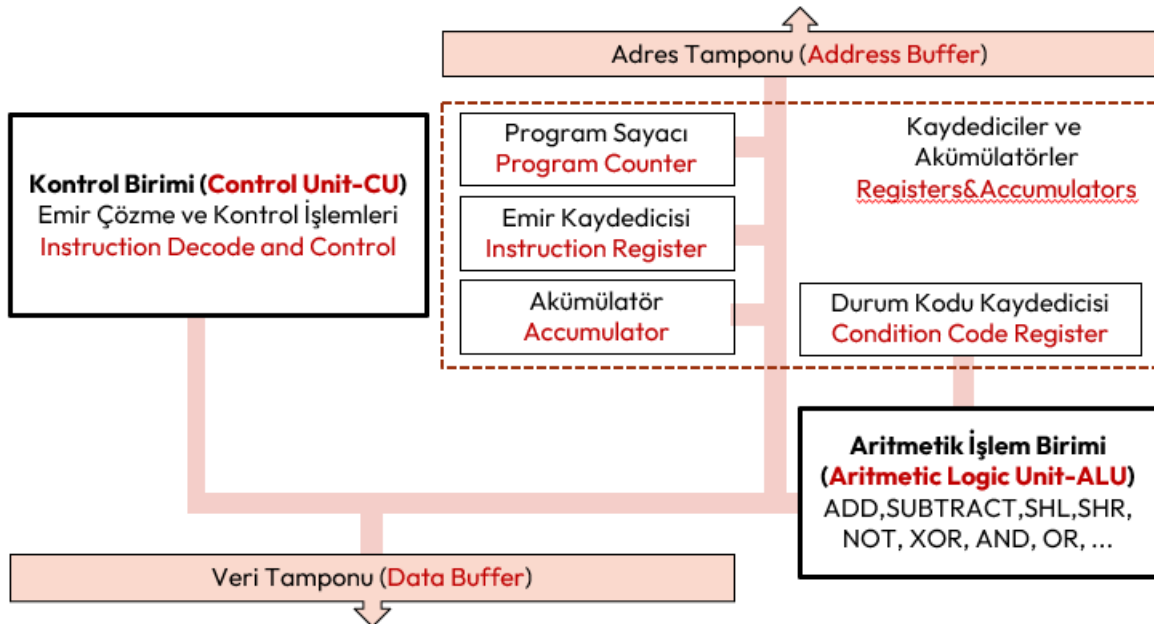 Adres Tamponu (Address Buffer)
Kontrol Birimi (Control Unit-CU)
Emir Çözme ve Kontrol İşlemleri
Instruction Decode and Control
Program Sayacı
Program Counter
Emir Kaydedicisi
Instruction Register
Akümülatör
Accumulator
Kaydediciler ve
Akümülatörler
Registers&Accumulators
Durum Kodu Kaydedicisi
Condition Code Register
Aritmetik İşlem Birimi
(Aritmetic Logic Unit-ALU)
ADD,SUBTRACT,SHL,SHR,
NOT, XOR, AND, OR, ...
Veri Tamponu (Data Buffer)